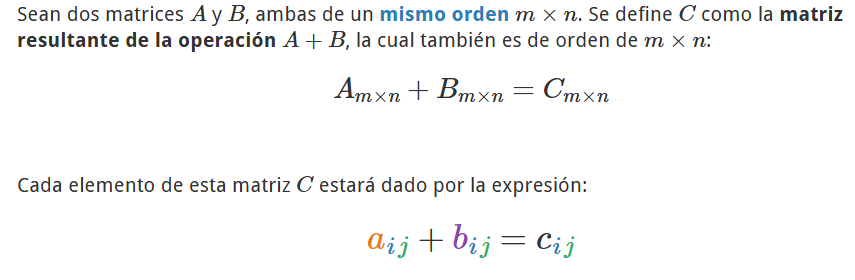 Sean dos matrices A y B, ambas de un mismo orden m × n. Se define C como la matriz
resultante de la operación A + B, la cual también es de orden de m × n:
A_{m×n} + B_{m×n} = C_{m×n}
Cada elemento de esta matriz C estará dado por la expresión:
a_{ij} + b_{ij} = c_{ij}